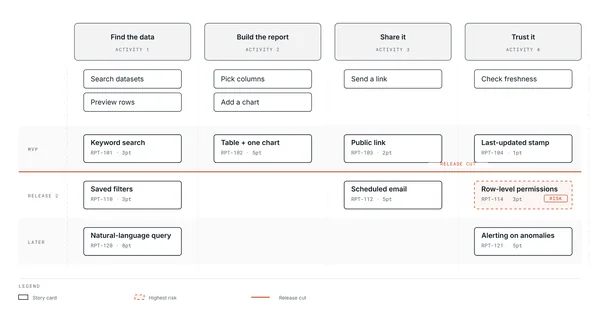 Find the data
ACTIVITY 1
Build the report
ACTIVITY 2
Share it
ACTIVITY 3
Trust it
ACTIVITY 4
Search datasets
Pick columns
Send a link
Check freshness
Preview rows
Add a chart
MVP
Keyword search
RPT-101 · 3pt
Table + one chart
RPT-102 · 5pt
Public link
RPT-103 · 2pt
Last-updated stamp
RPT-104 · 1pt
RELEASE CUT
RELEASE 2
Saved filters
RPT-110 · 3pt
Scheduled email
RPT-112 · 5pt
Row-level permissions
RPT-114 3pt
RISK
LATER
Natural-language query
RPT-120 · 8pt
Alerting on anomalies
RPT-121 5pt
LEGEND
Story card
Highest risk
Release cut